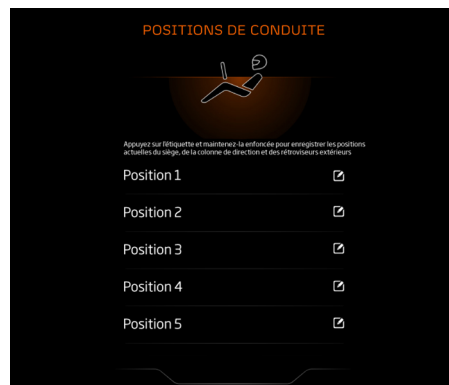 POSITIONS DE CONDUITE
Appuyez sur l'étiquette et maintenez-la enfoncée pour enregistrer les positions
actuelles du siège, de la colonne de direction et des rétroviseurs extérieurs
Position 1
Position 2
Position 3
Position 4
Position 5